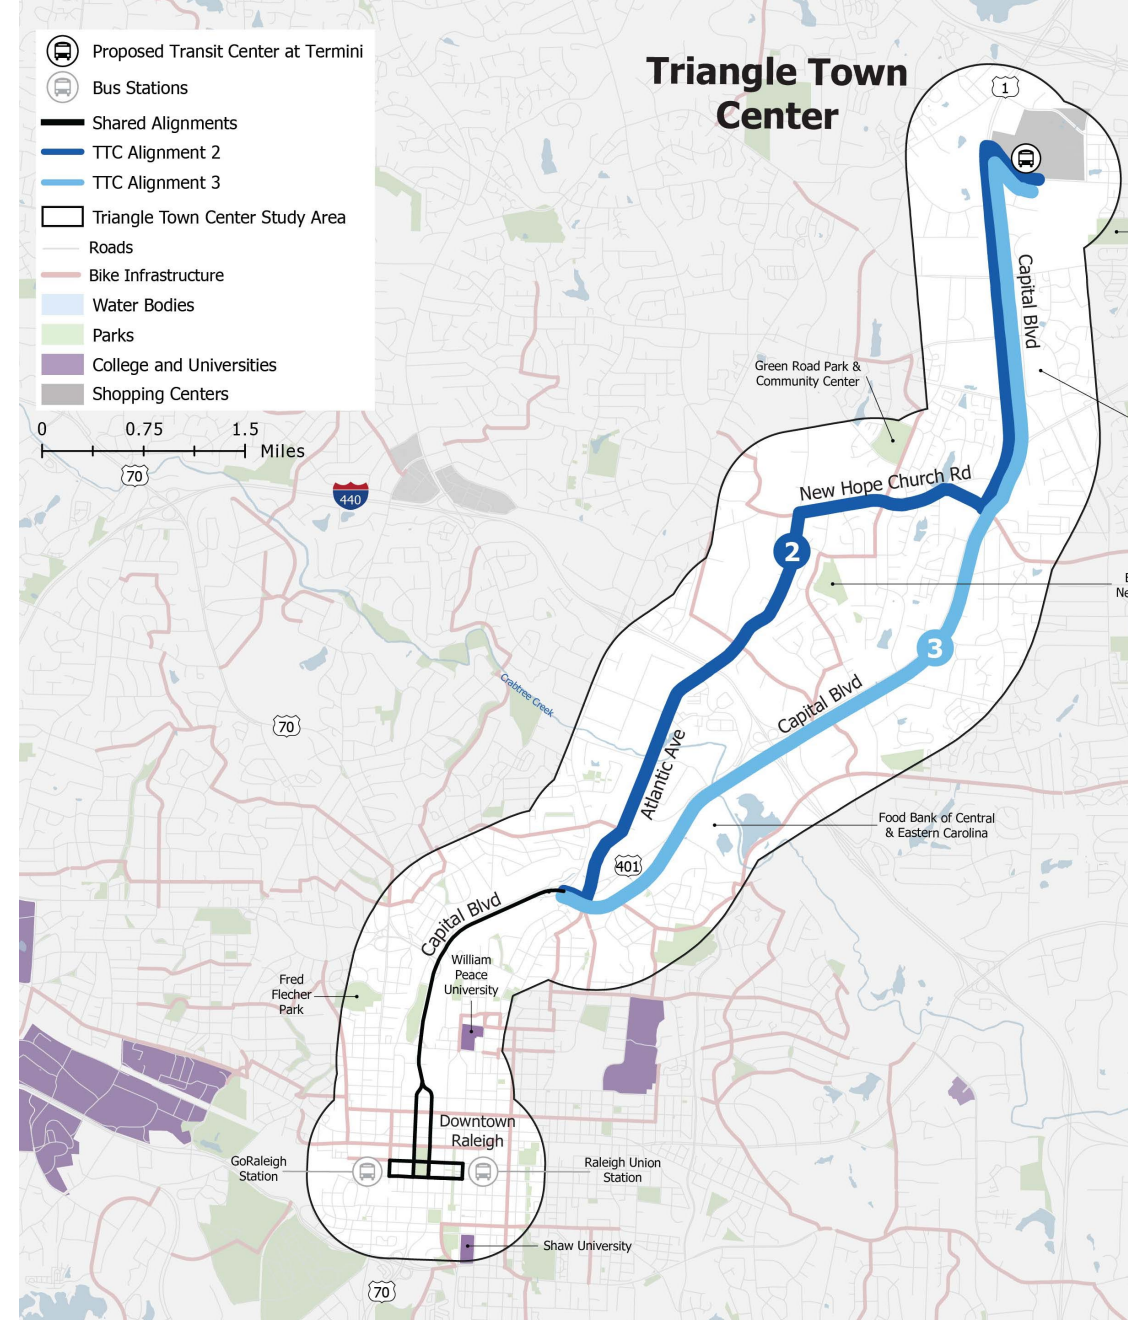 Proposed Transit Center at Termini
Bus Stations
Shared Alignments
TTC Alignment 2
TTC Alignment 3
Triangle Town Center Study Area
Roads
Bike Infrastructure
Water Bodies
Parks
College and Universities
Shopping Centers
0 0.75 1.5
Miles
Triangle Town
Center
1
Capital Blvd
Green Road Park &
Community Center
70
440
New Hope Church Rd
2
3
Capital Blvd
Crabtree Creek
70
Atlantic Ave
Food Bank of Central
& Eastern Carolina
401
Capital Blvd
William
Peace
University
Fred
Flecher
Park
Downtown
Raleigh
GoRaleigh
Station
Raleigh Union
Station
Shaw University
70